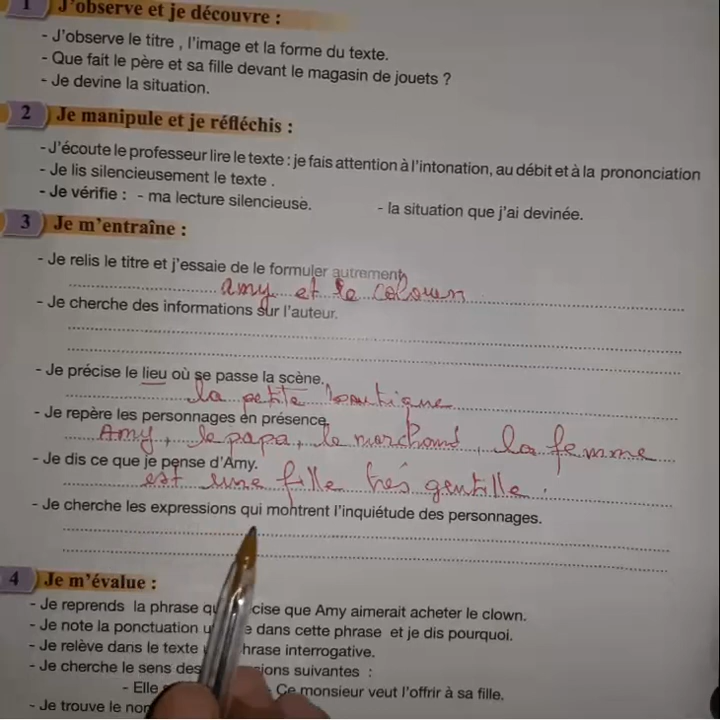 1 J'observe et je découvre :
- J'observe le titre , l'image et la forme du texte.
- Que fait le père et sa fille devant le magasin de jouets ?
- Je devine la situation.
2 Je manipule et je réfléchis :
- J'écoute le professeur lire le texte : je fais attention à l'intonation, au débit et à la prononciation
- Je lis silencieusement le texte .
- Je vérifie : - ma lecture silencieuse. - la situation que j'ai devinée.
3 Je m'entraîne :
- Je relis le titre et j'essaie de le formuler autrement
amy et le coloun
- Je cherche des informations sur l'auteur.
- Je précise le lieu où se passe la scène.
la petite boutique
- Je repère les personnages en présence
Amy, le papa, le marchand, la femme
- Je dis ce que je pense d'Amy.
est une fille très gentille .
- Je cherche les expressions qui montrent l'inquiétude des personnages.
4 Je m'évalue :
- Je reprends la phrase qu cise que Amy aimerait acheter le clown.
- Je note la ponctuation u e dans cette phrase et je dis pourquoi.
- Je relève dans le texte hrase interrogative.
- Je cherche le sens des ions suivantes :
- Elle - Ce monsieur veut l'offrir à sa fille.
- Je trouve le nom